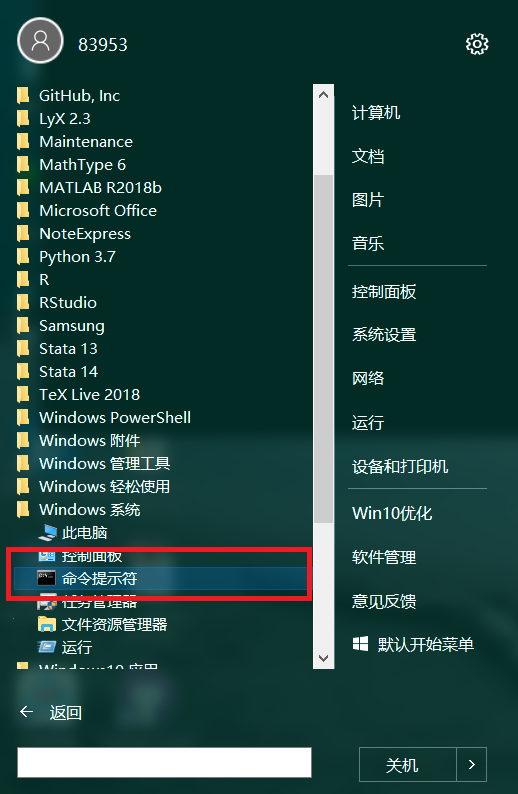 83953
GitHub, Inc
LyX 2.3
Maintenance
MathType 6
MATLAB R2018b
Microsoft Office
NoteExpress
Python 3.7
R
RStudio
Samsung
Stata 13
Stata 14
TeX Live 2018
Windows PowerShell
Windows 附件
Windows 管理工具
Windows 轻松使用
Windows 系统
此电脑
控制面板
命令提示符
任务管理器
文件资源管理器
运行
Windows10 应用
返回
计算机
文档
图片
音乐
控制面板
系统设置
网络
运行
设备和打印机
Win10优化
软件管理
意见反馈
默认开始菜单
关机